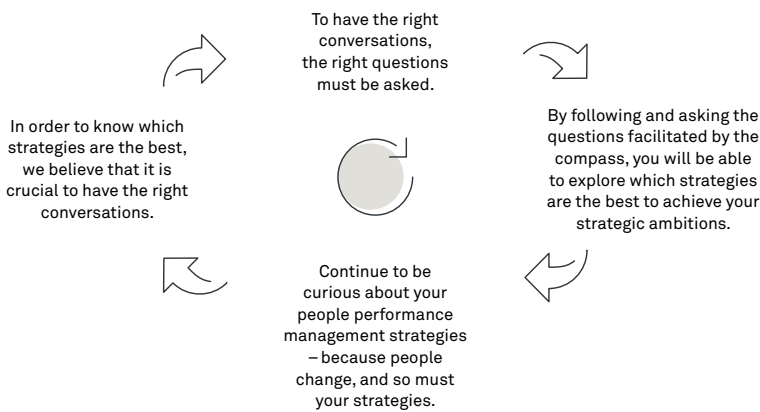 To have the right
conversations,
the right questions
must be asked.
By following and asking the
questions facilitated by the
compass, you will be able
to explore which strategies
are the best to achieve your
strategic ambitions.
Continue to be
curious about your
people performance
management strategies
– because people
change, and so must
your strategies.
In order to know which
strategies are the best,
we believe that it is
crucial to have the right
conversations.